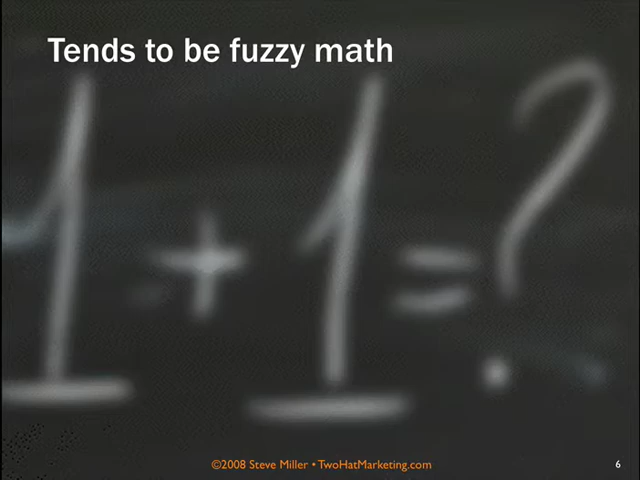 Tends to be fuzzy math
1 + 1 = ?
©2008 Steve Miller • TwoHatMarketing.com
6